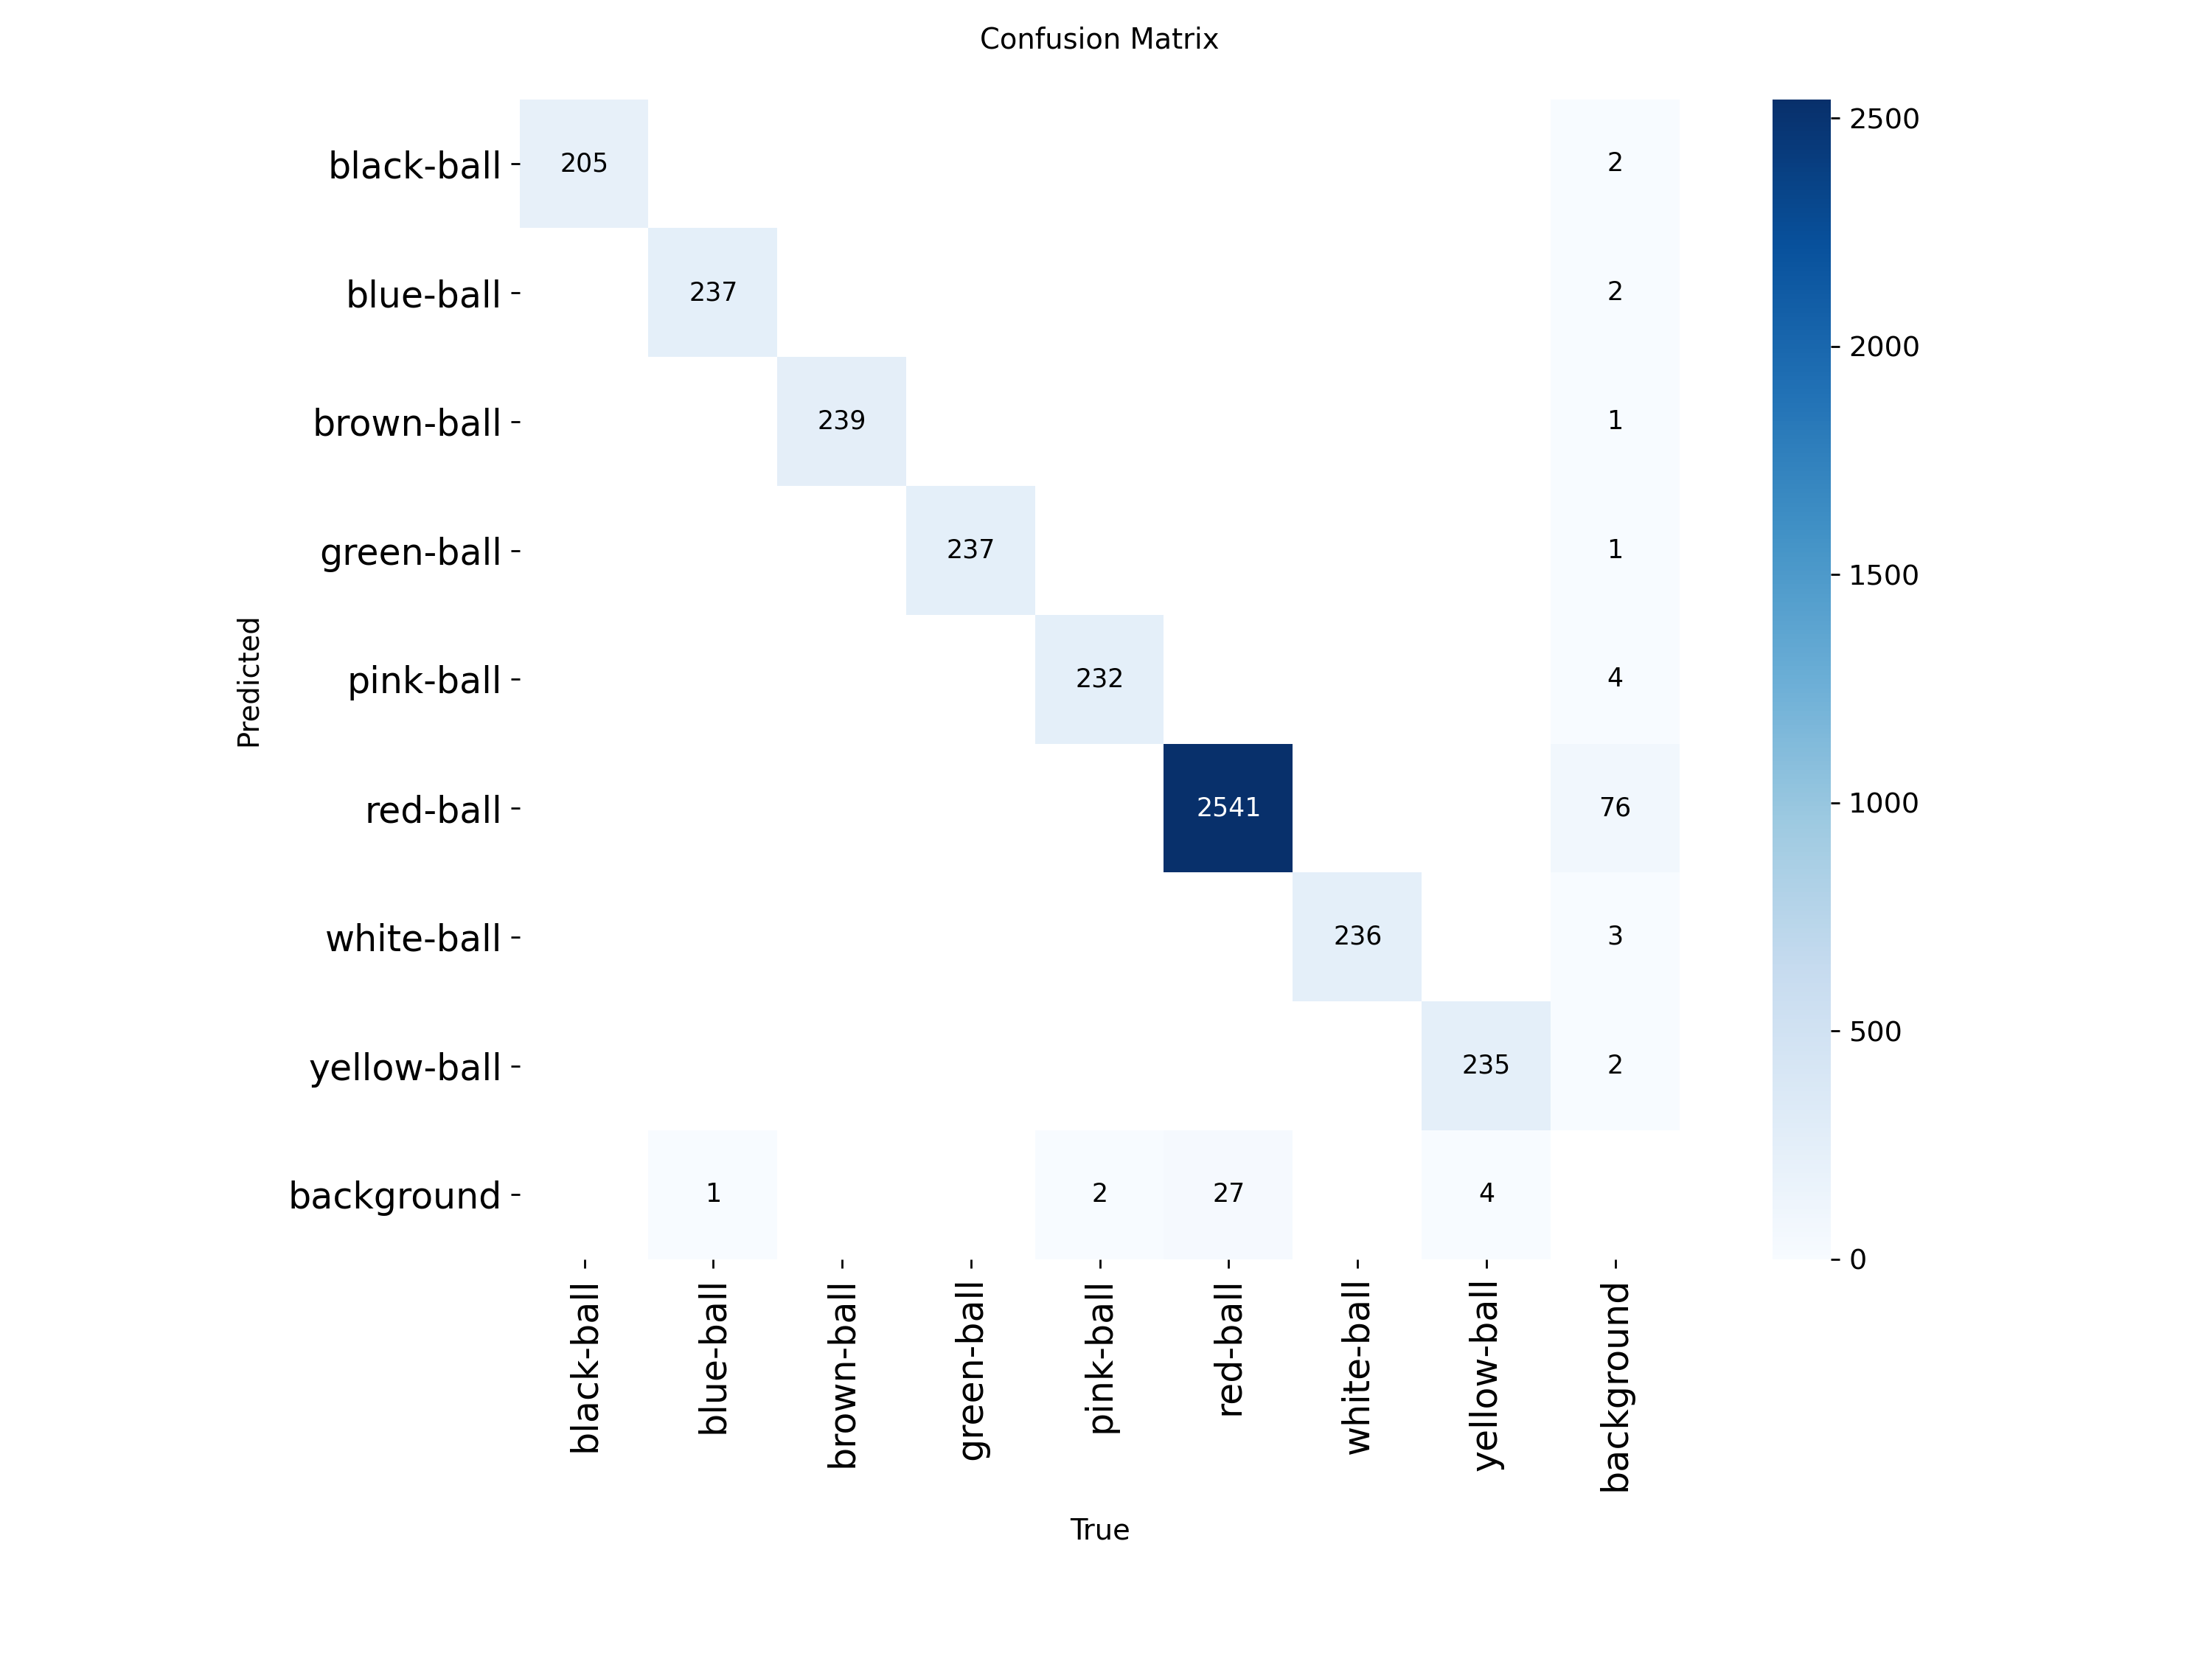 Confusion Matrix
black-ball 205 2
blue-ball 237 2
brown-ball 239 1
green-ball 237 1
pink-ball 232 4
red-ball 2541 76
white-ball 236 3
yellow-ball 235 2
background 1 2 27 4
Predicted
black-ball
blue-ball
brown-ball
green-ball
pink-ball
red-ball
white-ball
yellow-ball
background
True
2500
2000
1500
1000
500
0